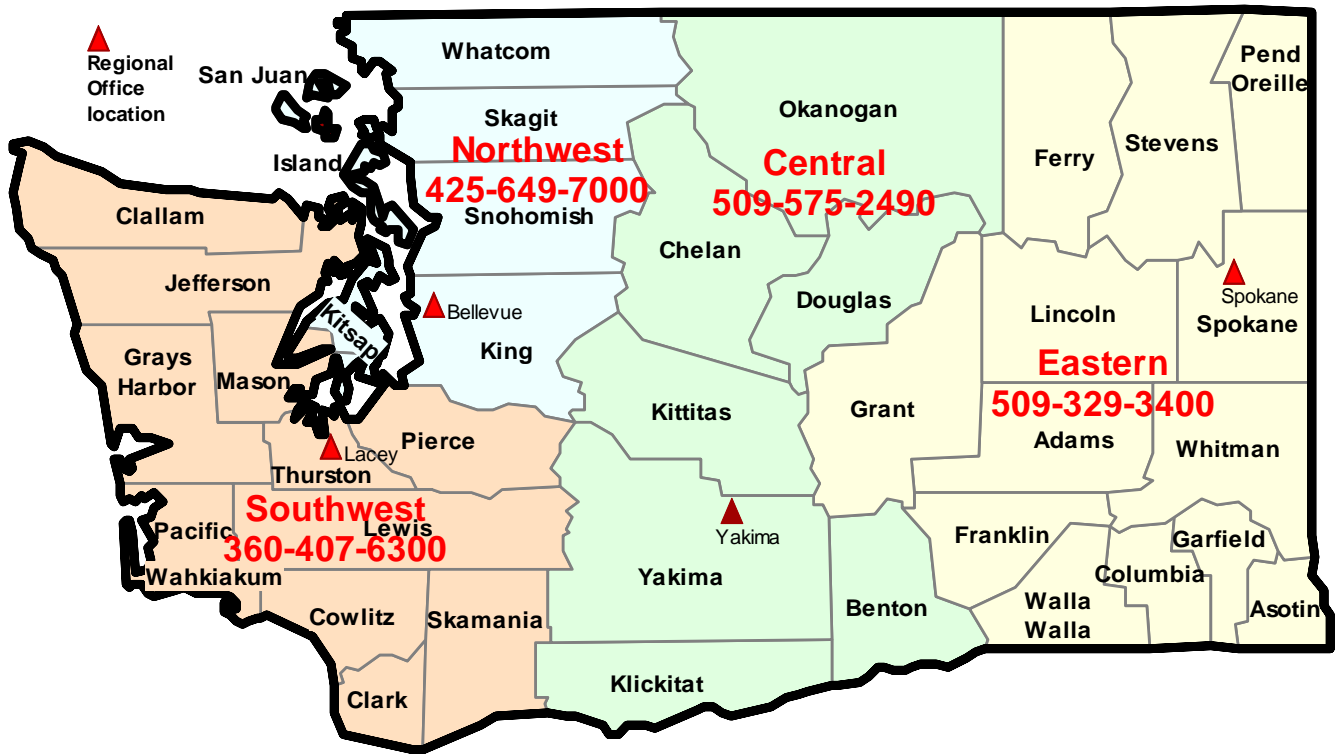 Regional
Office
location
San Juan
Whatcom
Skagit
Northwest
425-649-7000
Island
Snohomish
Okanogan
Central
509-575-2490
Chelan
Douglas
Ferry
Stevens
Pend
Oreille
Clallam
Jefferson
Kitsap
Bellevue
King
Grays
Harbor
Mason
Pierce
Lacey
Thurston
Southwest
360-407-6300
Lewis
Pacific
Wahkiakum
Cowlitz
Skamania
Clark
Kittitas
Yakima
Yakima
Klickitat
Benton
Grant
Lincoln
Spokane
Spokane
Eastern
509-329-3400
Adams
Whitman
Franklin
Garfield
Columbia
Walla
Walla
Asotin